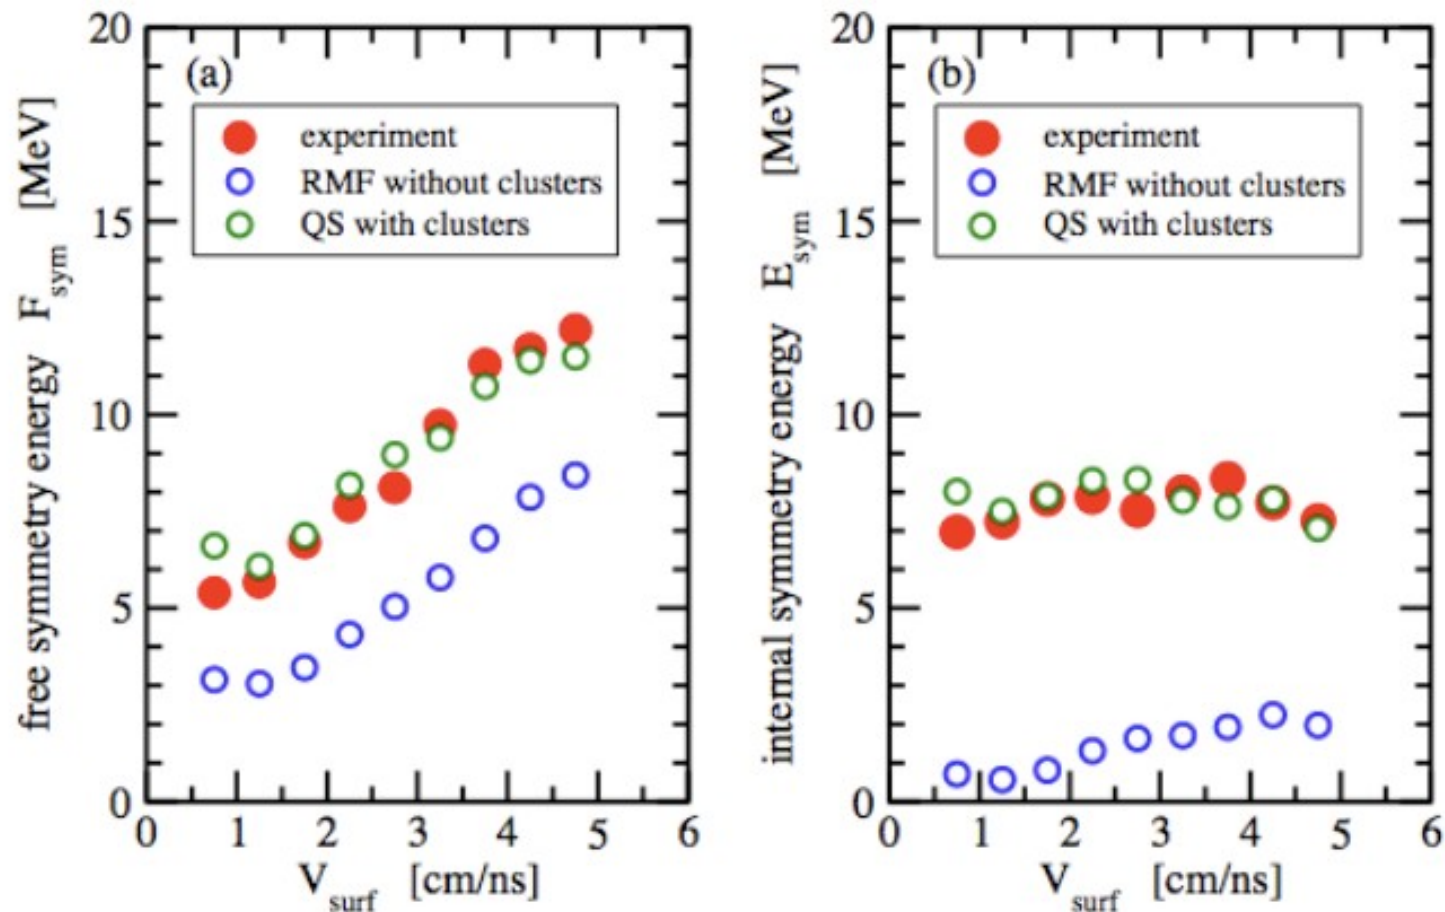 (a)
experiment
RMF without clusters
QS with clusters
free symmetry energy F_sym [MeV]
20
15
10
5
0
0 1 2 3 4 5 6
V_surf [cm/ns]
(b)
experiment
RMF without clusters
QS with clusters
internal symmetry energy E_sym [MeV]
20
15
10
5
0
0 1 2 3 4 5 6
V_surf [cm/ns]